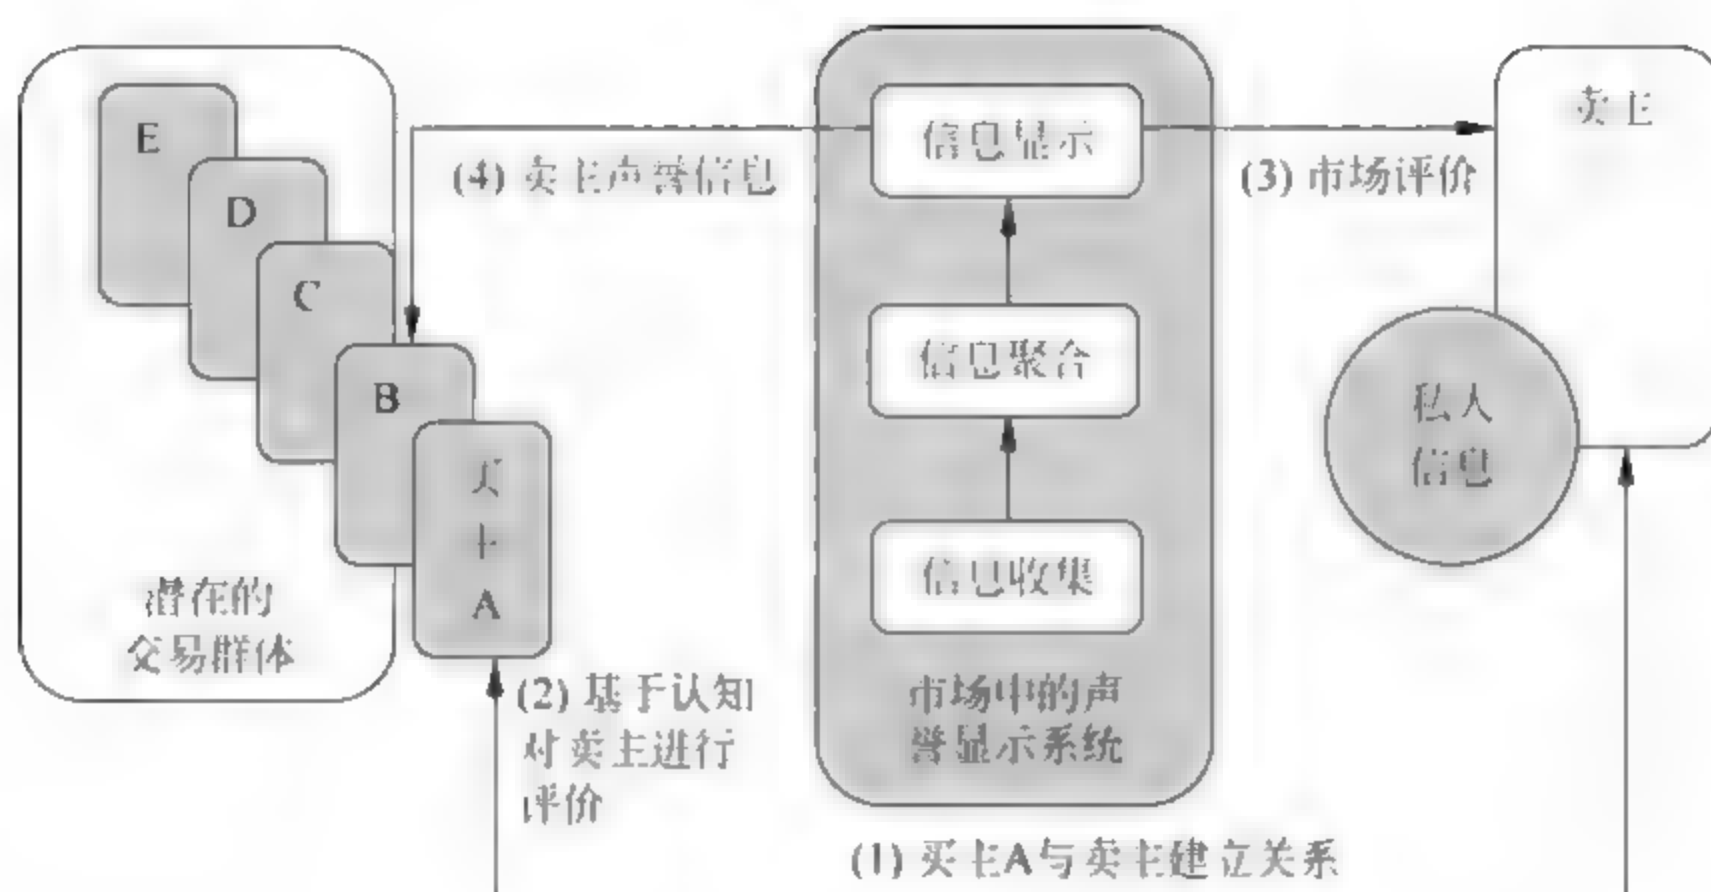 E
D
C
B
买
主
A
潜在的
交易群体
(4) 卖主声誉信息
信息显示
信息聚合
信息收集
市场中的声
誉显示系统
(3) 市场评价
卖主
私人
信息
(2) 基于认知
对卖主进行
评价
(1) 买主A与卖主建立关系